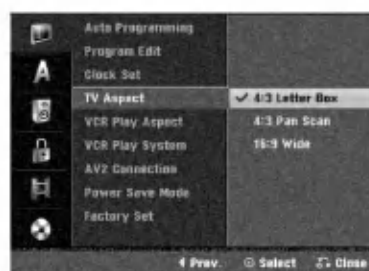 Auto Programming
Program Edit
A
Clock Set
TV Aspect
✓ 4:3 Letter Box
VCR Play Aspect
4:3 Pan Scan
VCR Play System
16:9 Wide
AV2 Connection
Power Save Mode
Factory Set
Prev.
Select
Close